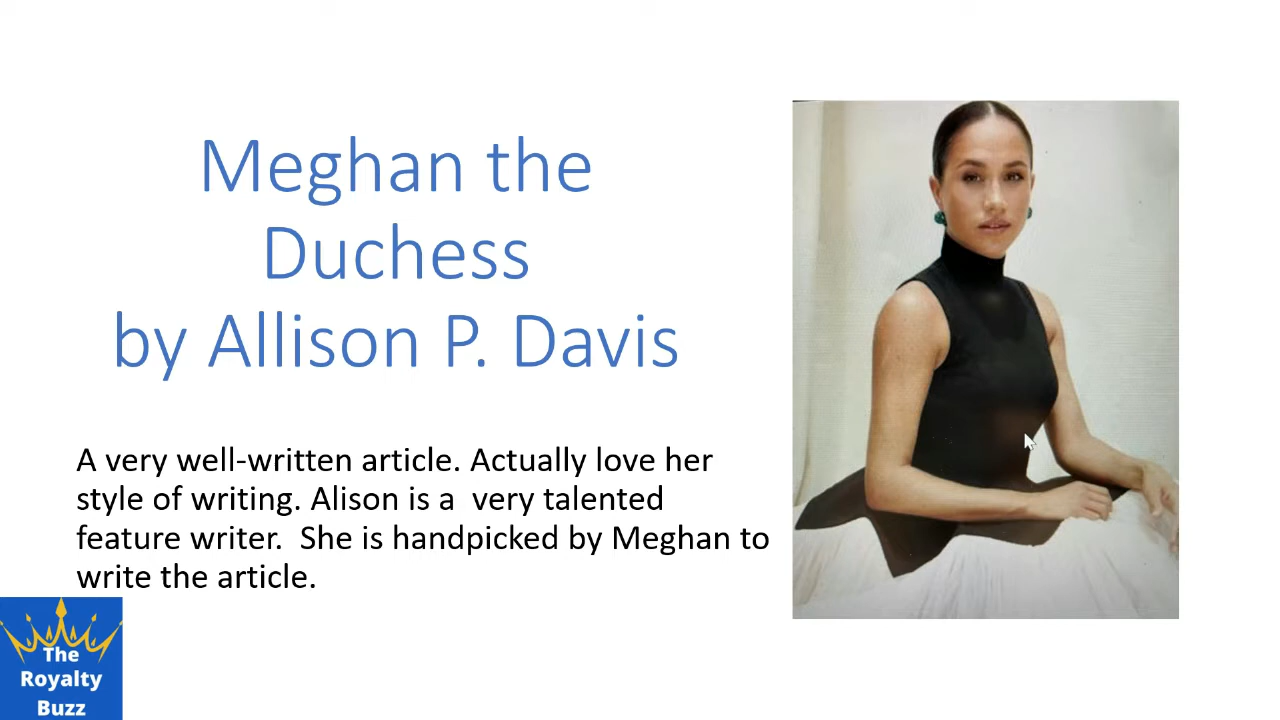 Meghan the
Duchess
by Allison P. Davis
A very well-written article. Actually love her
style of writing. Alison is a  very talented
feature writer.  She is handpicked by Meghan to
write the article.
The
Royalty
Buzz